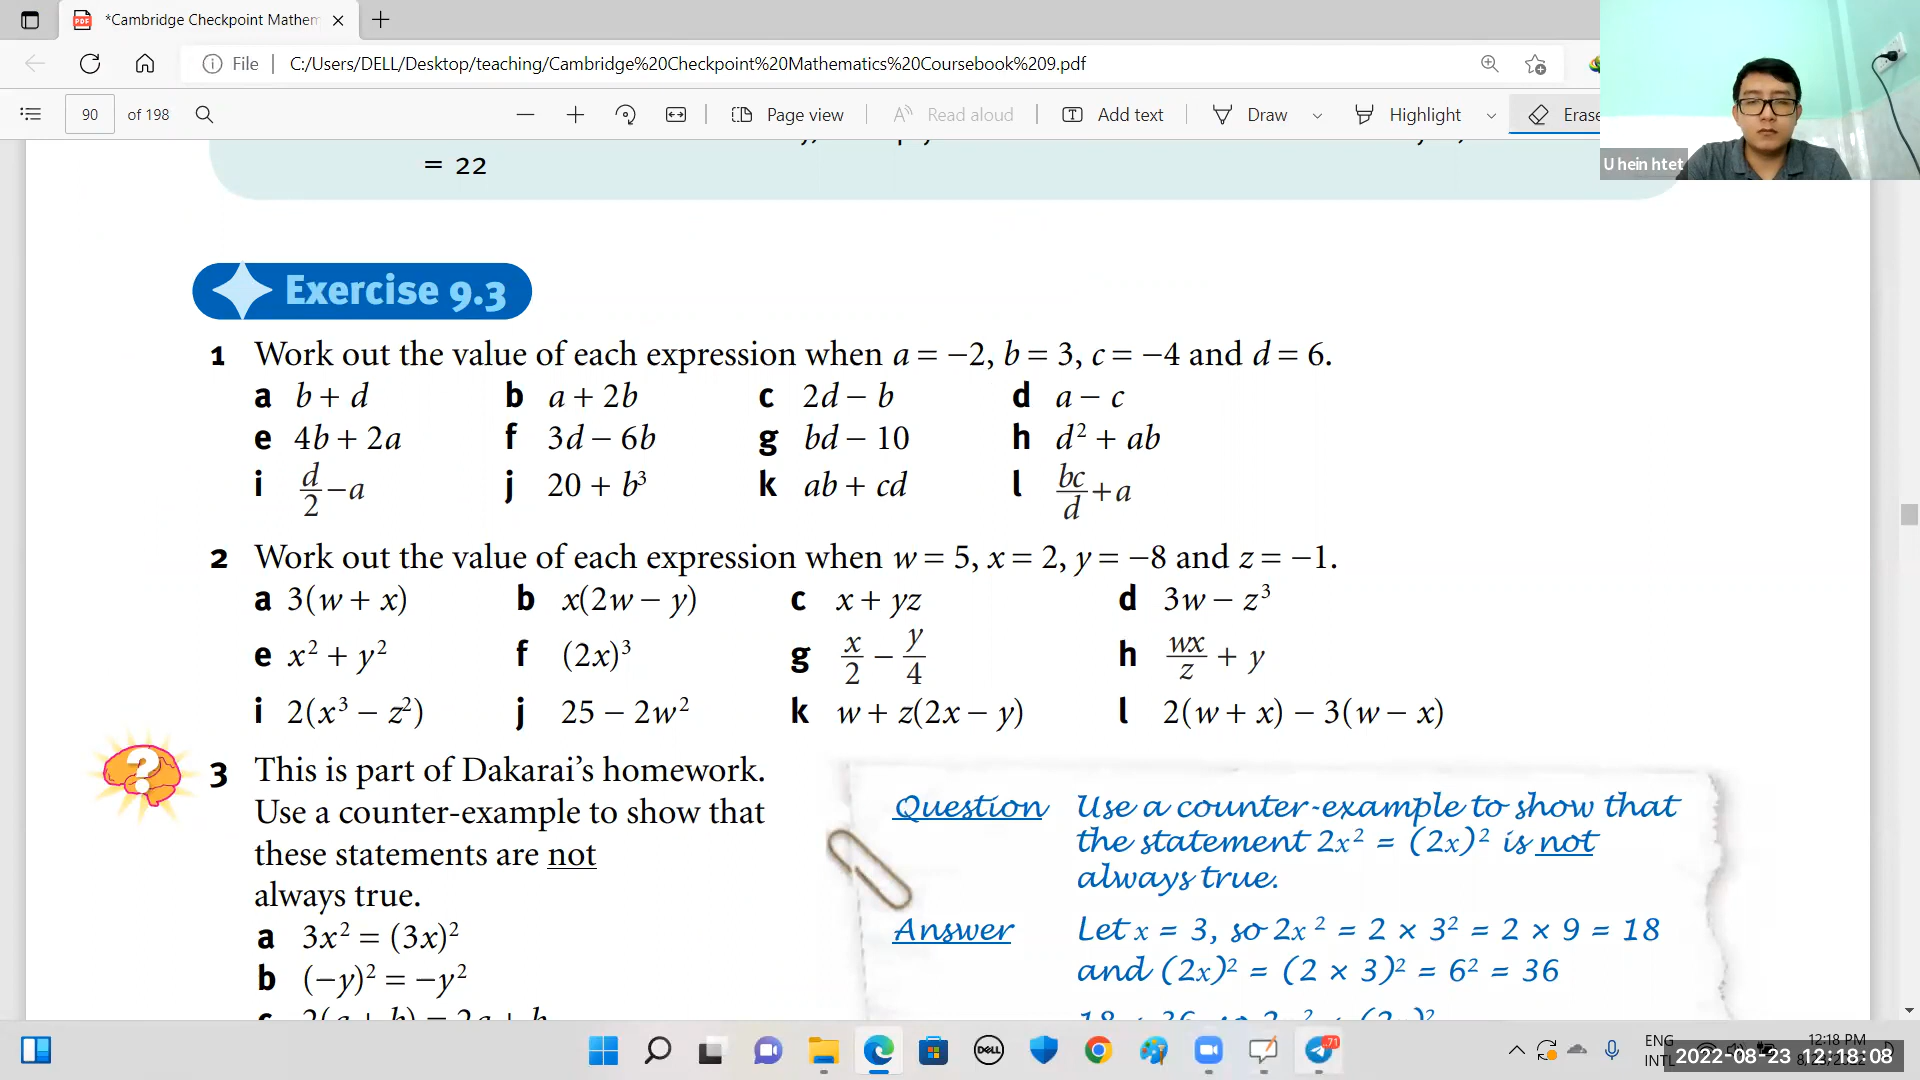 *Cambridge Checkpoint Mathem
File
C:/Users/DELL/Desktop/teaching/Cambridge%20Checkpoint%20Mathematics%20Coursebook%209.pdf
90 of 198
Page view
Read aloud
Add text
Draw
Highlight
Erase
U hein htet
= 22
Exercise 9.3
1 Work out the value of each expression when a = −2, b = 3, c = −4 and d = 6.
a b + d b a + 2b c 2d − b d a − c
e 4b + 2a f 3d − 6b g bd − 10 h d² + ab
i d/2 − a j 20 + b³ k ab + cd l bc/d + a
2 Work out the value of each expression when w = 5, x = 2, y = −8 and z = −1.
a 3(w + x) b x(2w − y) c x + yz d 3w − z³
e x² + y² f (2x)³ g x/2 − y/4 h wx/z + y
i 2(x³ − z²) j 25 − 2w² k w + z(2x − y) l 2(w + x) − 3(w − x)
3 This is part of Dakarai’s homework.
Use a counter-example to show that
these statements are not
always true.
a 3x² = (3x)²
b (−y)² = −y²
Question Use a counter-example to show that
the statement 2x² = (2x)² is not
always true.
Answer Let x = 3, so 2x² = 2 × 3² = 2 × 9 = 18
and (2x)² = (2 × 3)² = 6² = 36
DELL
71
ENG
INTL
12:18 PM
2022-08-23 12:18:08